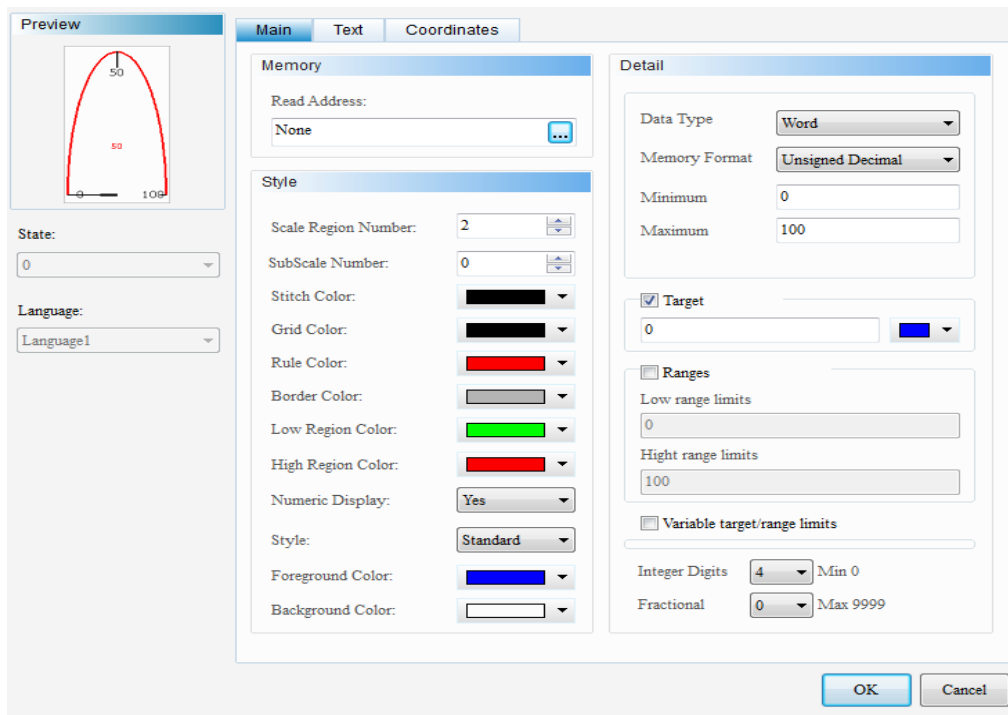 Preview
50
50
0
100
State:
0
Language:
Language1
Main Text Coordinates
Memory
Read Address:
None
...
Style
Scale Region Number: 2
SubScale Number: 0
Stitch Color:
Grid Color:
Rule Color:
Border Color:
Low Region Color:
High Region Color:
Numeric Display: Yes
Style: Standard
Foreground Color:
Background Color:
Detail
Data Type Word
Memory Format Unsigned Decimal
Minimum 0
Maximum 100
Target
0
Ranges
Low range limits
0
Hight range limits
100
Variable target/range limits
Integer Digits 4 Min 0
Fractional 0 Max 9999
OK Cancel